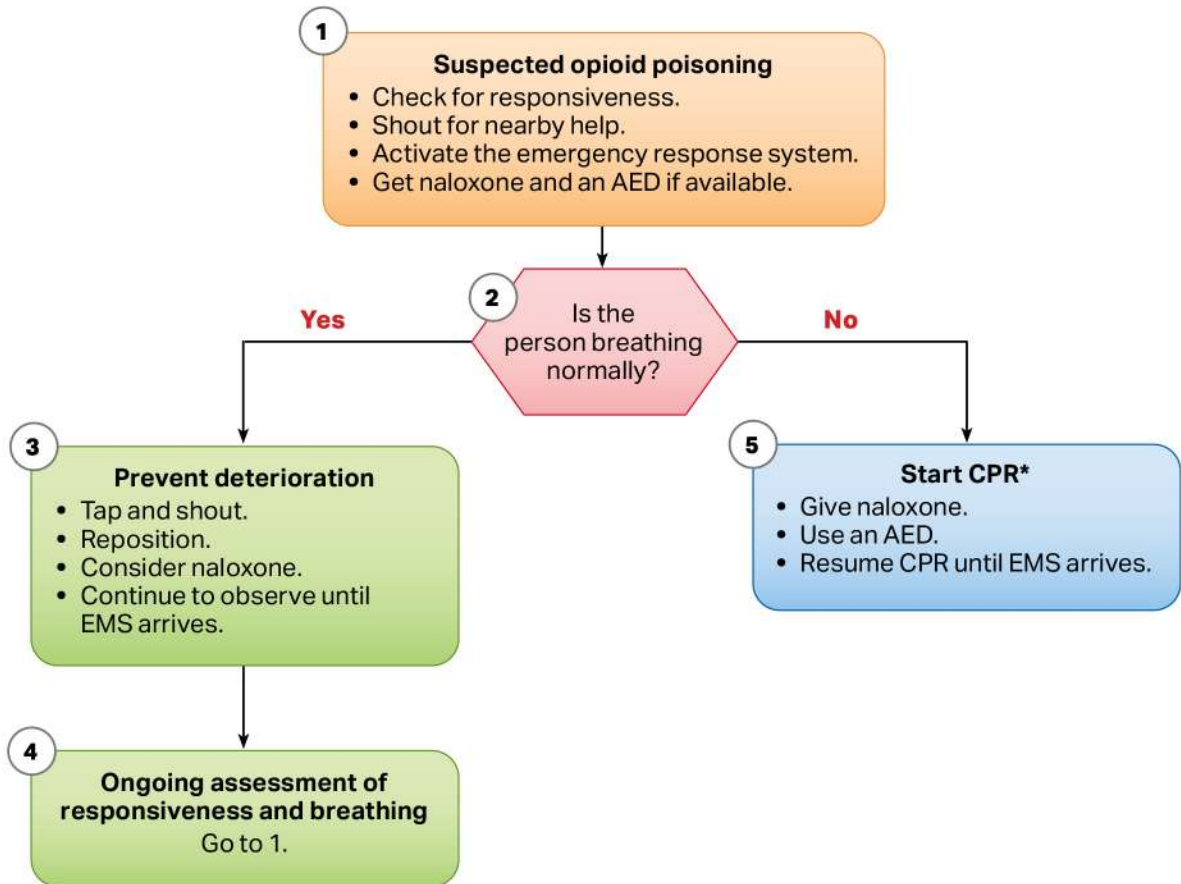 1
Suspected opioid poisoning
• Check for responsiveness.
• Shout for nearby help.
• Activate the emergency response system.
• Get naloxone and an AED if available.
2
Is the
person breathing
normally?
Yes
No
3
Prevent deterioration
• Tap and shout.
• Reposition.
• Consider naloxone.
• Continue to observe until
EMS arrives.
4
Ongoing assessment of
responsiveness and breathing
Go to 1.
5
Start CPR*
• Give naloxone.
• Use an AED.
• Resume CPR until EMS arrives.